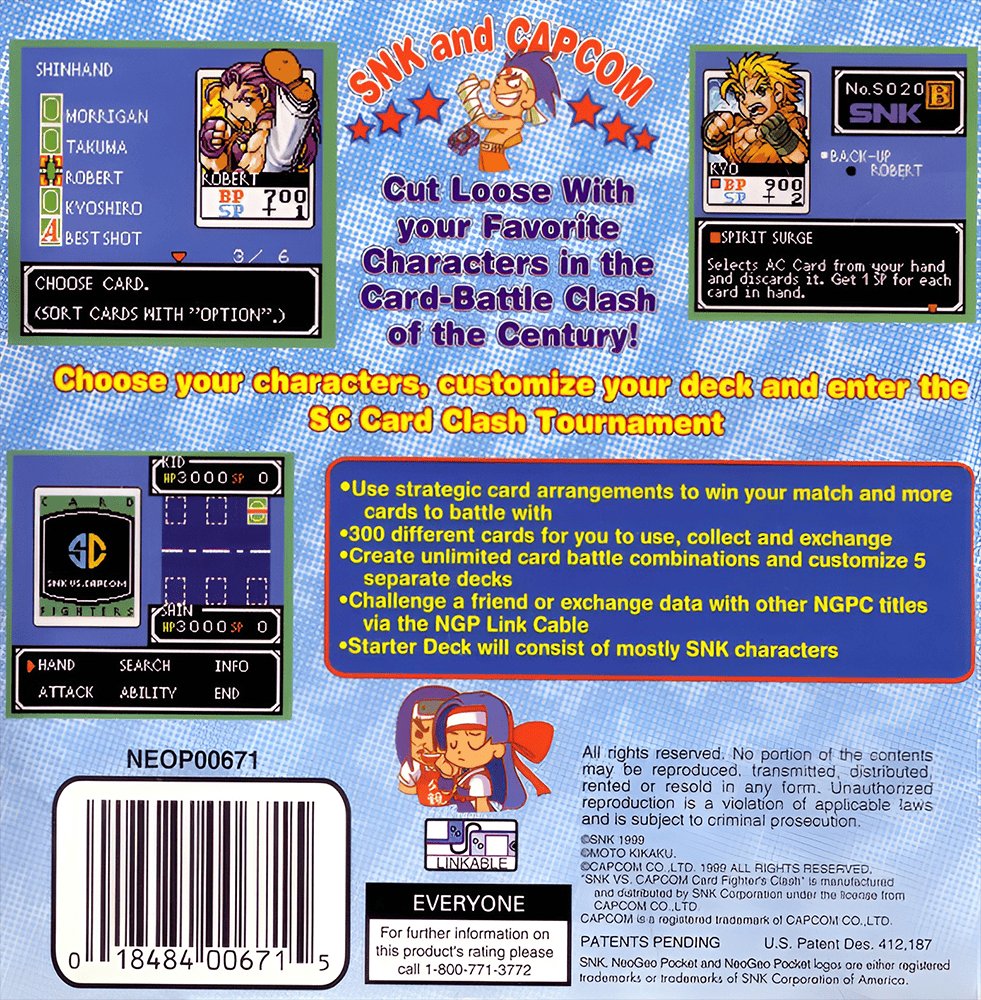 SNK and CAPCOM
SHINHAND
MORRIGAN
TAKUMA
ROBERT
KYOSHIRO
A BEST SHOT
3/ 6
ROBERT
BP 700
SP + 1
CHOOSE CARD.
(SORT CARDS WITH "OPTION".)
Cut Loose With
your Favorite
Characters in the
Card-Battle Clash
of the Century!
No.S020 B
SNK
BACK-UP
ROBERT
KYO
BP 900
SP + 2
SPIRIT SURGE
Selects AC Card from your hand
and discards it. Get 1 SP for each
card in hand.
Choose your characters, customize your deck and enter the
SC Card Clash Tournament
KID
HP3000 SP 0
CARD
SC
SNK VS. CAPCOM
FIGHTERS
SHIN
HP3000 SP 0
HAND SEARCH INFO
ATTACK ABILITY END
•Use strategic card arrangements to win your match and more
cards to battle with
•300 different cards for you to use, collect and exchange
•Create unlimited card battle combinations and customize 5
separate decks
•Challenge a friend or exchange data with other NGPC titles
via the NGP Link Cable
•Starter Deck will consist of mostly SNK characters
NEOP00671
0 18484 00671 5
LINKABLE
EVERYONE
For further information on
this product's rating please
call 1-800-771-3772
All rights reserved. No portion of the contents
may be reproduced, transmitted, distributed,
rented or resold in any form. Unauthorized
reproduction is a violation of applicable laws
and is subject to criminal prosecution.
©SNK 1999
©MOTO KIKAKU.
©CAPCOM CO.,LTD. 1999 ALL RIGHTS RESERVED,
"SNK VS. CAPCOM Card Fighter's Clash" is manufactured
and distributed by SNK Corporation under the license from
CAPCOM CO.,LTD
CAPCOM is a registered trademark of CAPCOM CO.,LTD.
PATENTS PENDING U.S. Patent Des. 412,187
SNK, NeoGeo Pocket and NeoGeo Pocket logos are either registered
trademarks or trademarks of SNK Corporation of America.